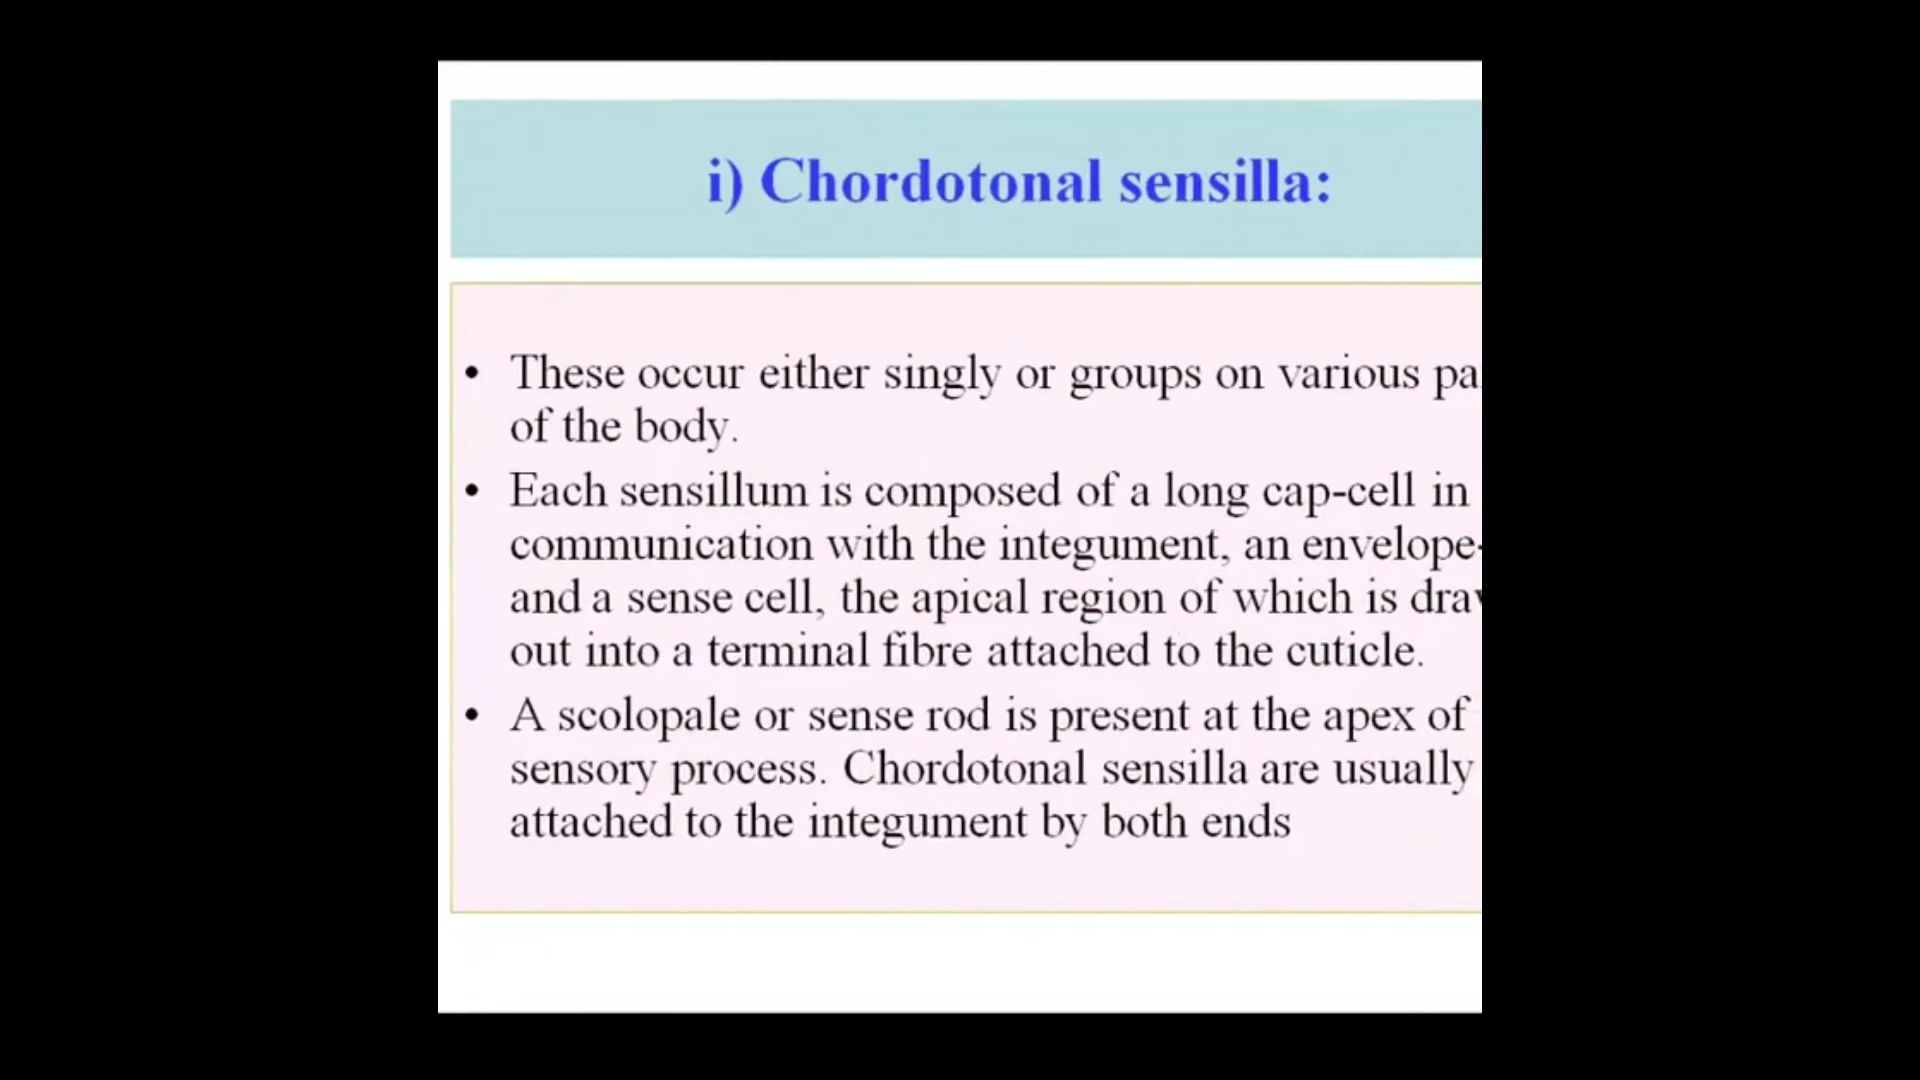 i) Chordotonal sensilla:
• These occur either singly or groups on various
of the body.
• Each sensillum is composed of a long cap-cell in
communication with the integument, an envelope-
and a sense cell, the apical region of which is
out into a terminal fibre attached to the cuticle.
• A scolopale or sense rod is present at the apex of
sensory process. Chordotonal sensilla are usually
attached to the integument by both ends